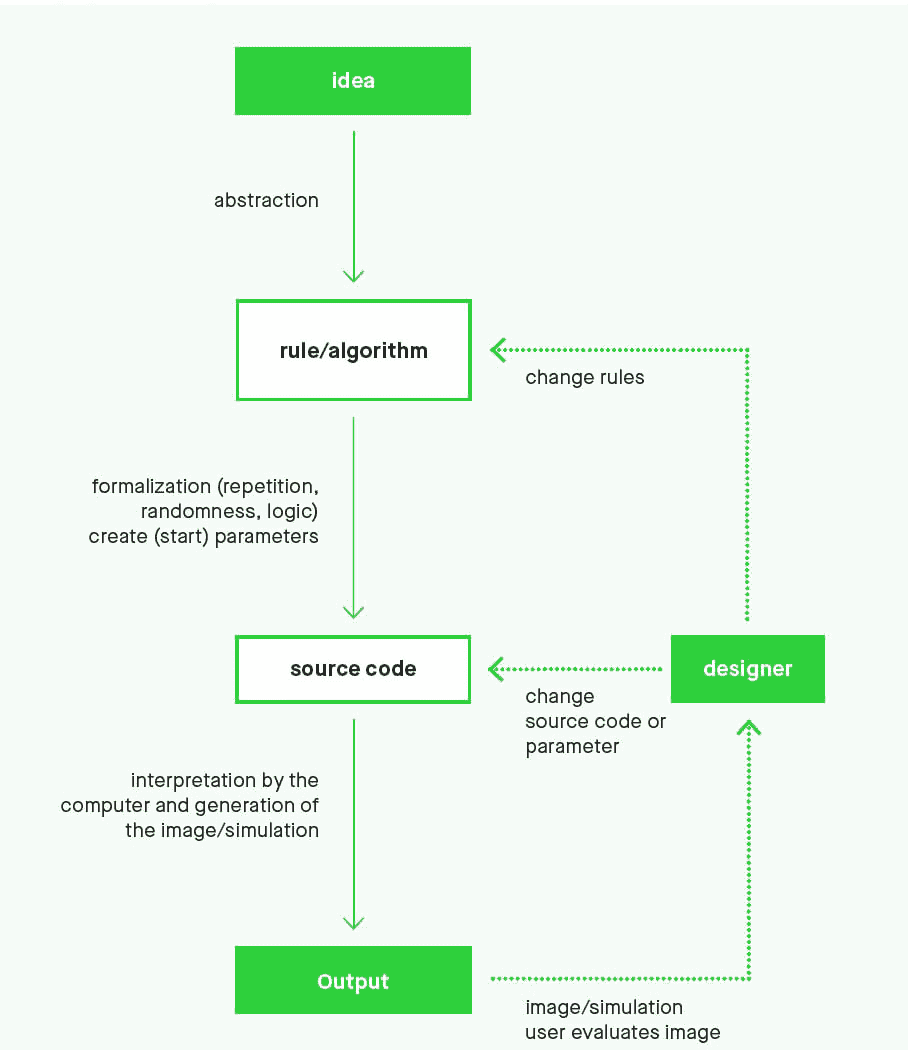 idea
abstraction
rule/algorithm
change rules
formalization (repetition,
randomness, logic)
create (start) parameters
source code
designer
change
source code or
parameter
interpretation by the
computer and generation of
the image/simulation
Output
image/simulation
user evaluates image